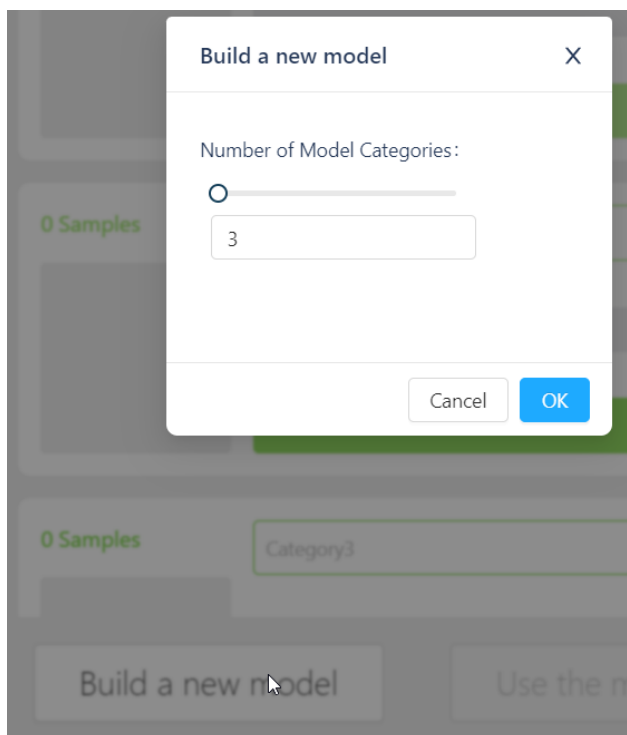 Build a new model X
Number of Model Categories:
0 Samples
3
Cancel OK
0 Samples
Category3
Build a new model
Use the